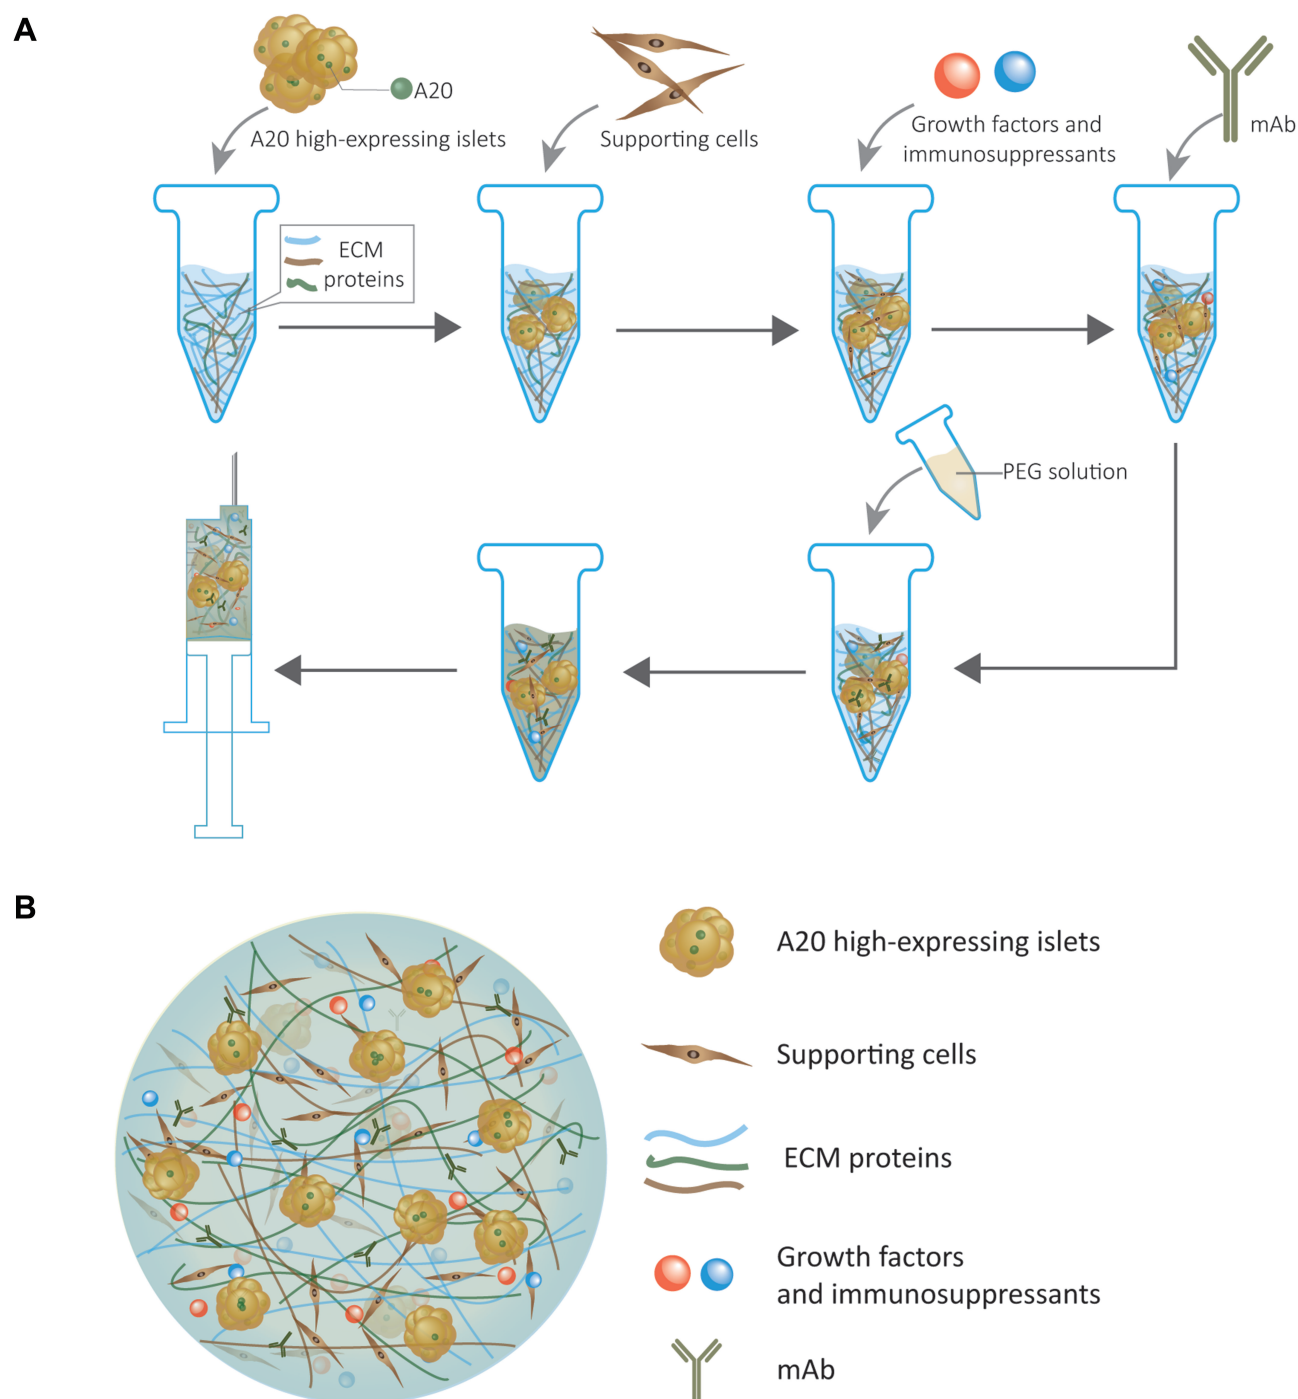 A
A20
A20 high-expressing islets
Supporting cells
Growth factors and
immunosuppressants
mAb
ECM
proteins
PEG solution
B
A20 high-expressing islets
Supporting cells
ECM proteins
Growth factors
and immunosuppressants
mAb